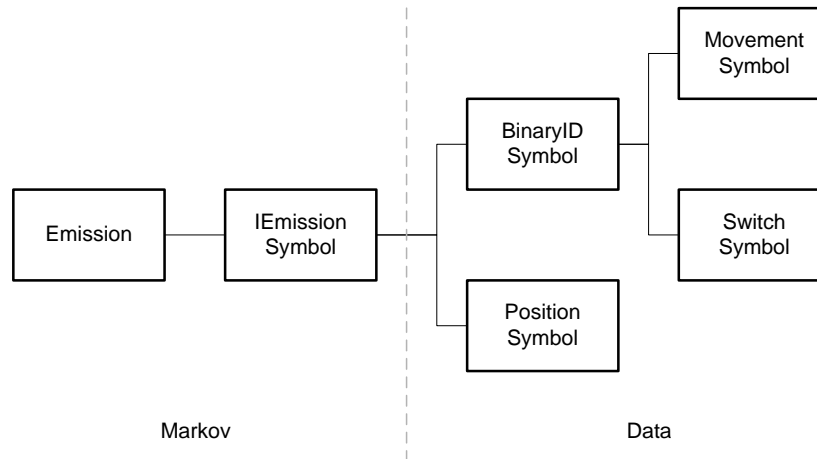 Movement
Symbol
BinaryID
Symbol
Emission
IEmission
Symbol
Switch
Symbol
Position
Symbol
Markov
Data